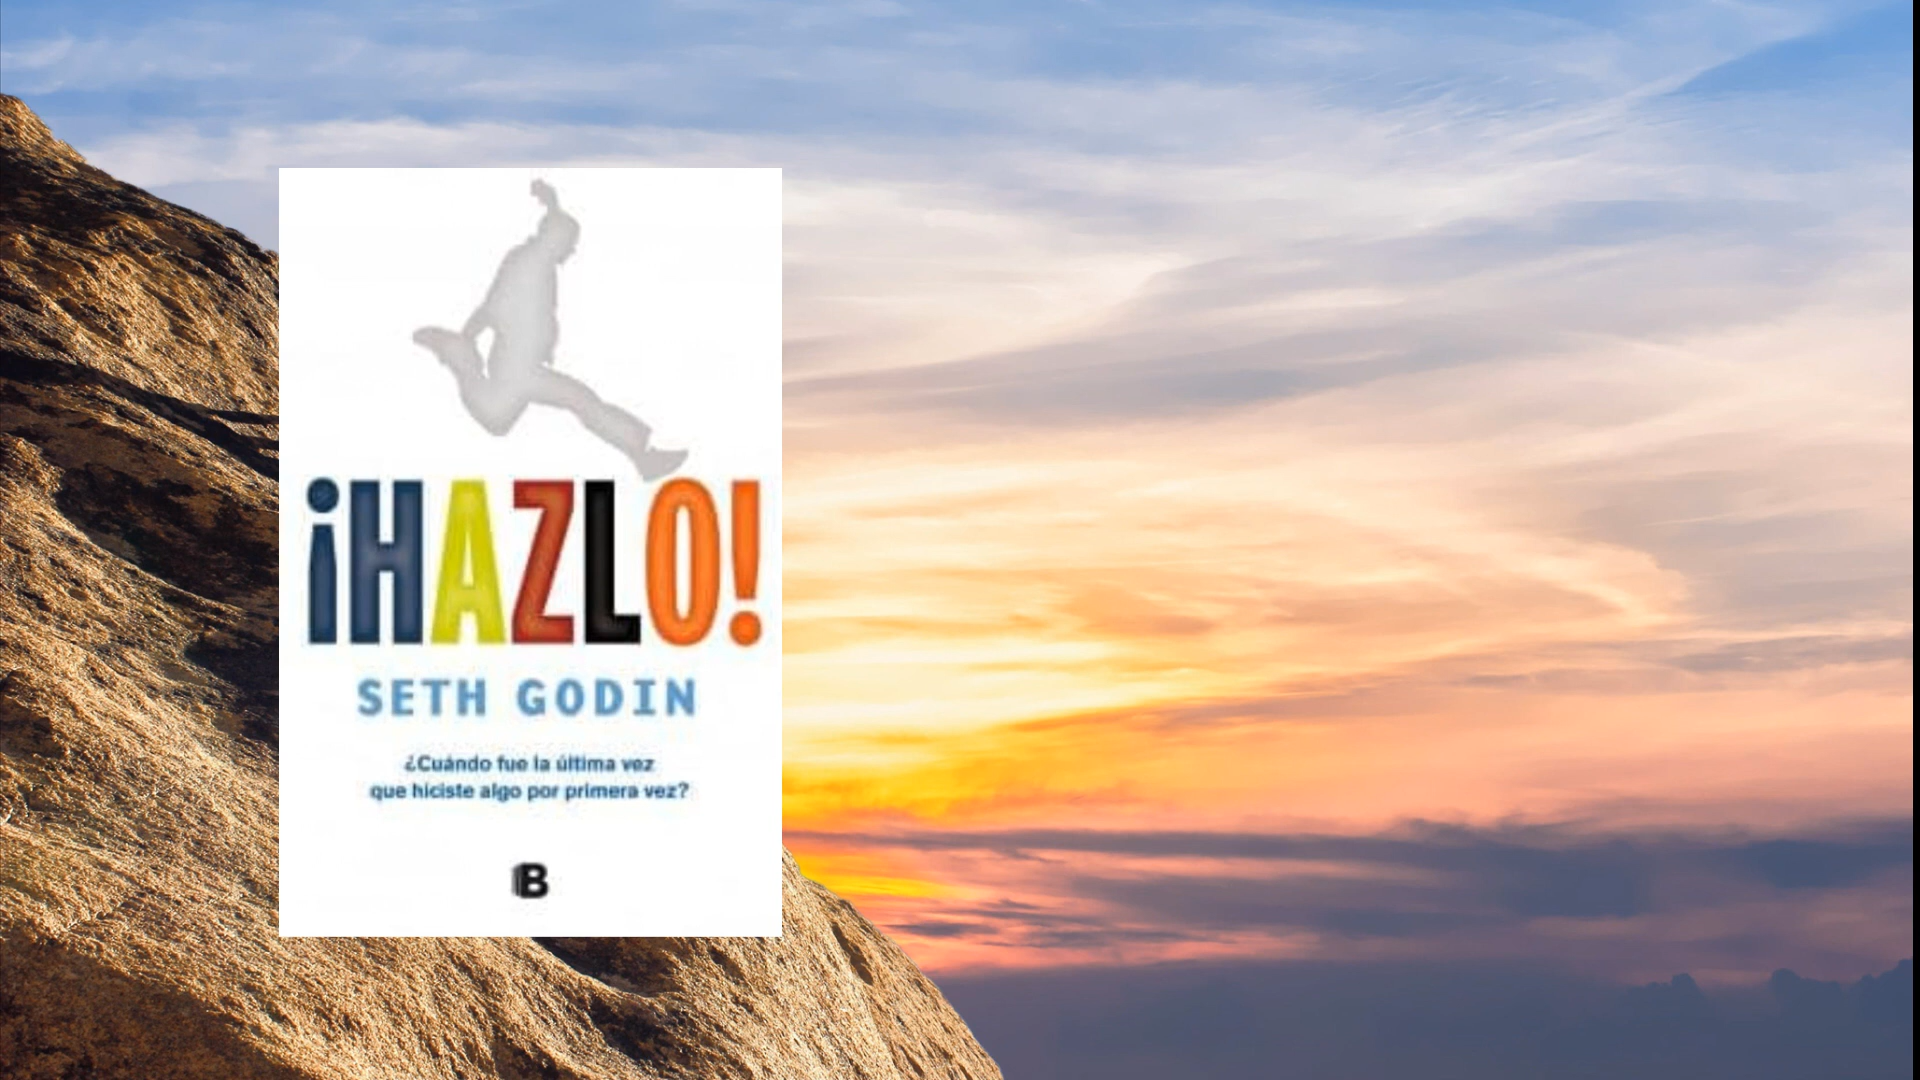 ¡HAZLO!
SETH GODIN
¿Cuándo fue la última vez
que hiciste algo por primera vez?
B